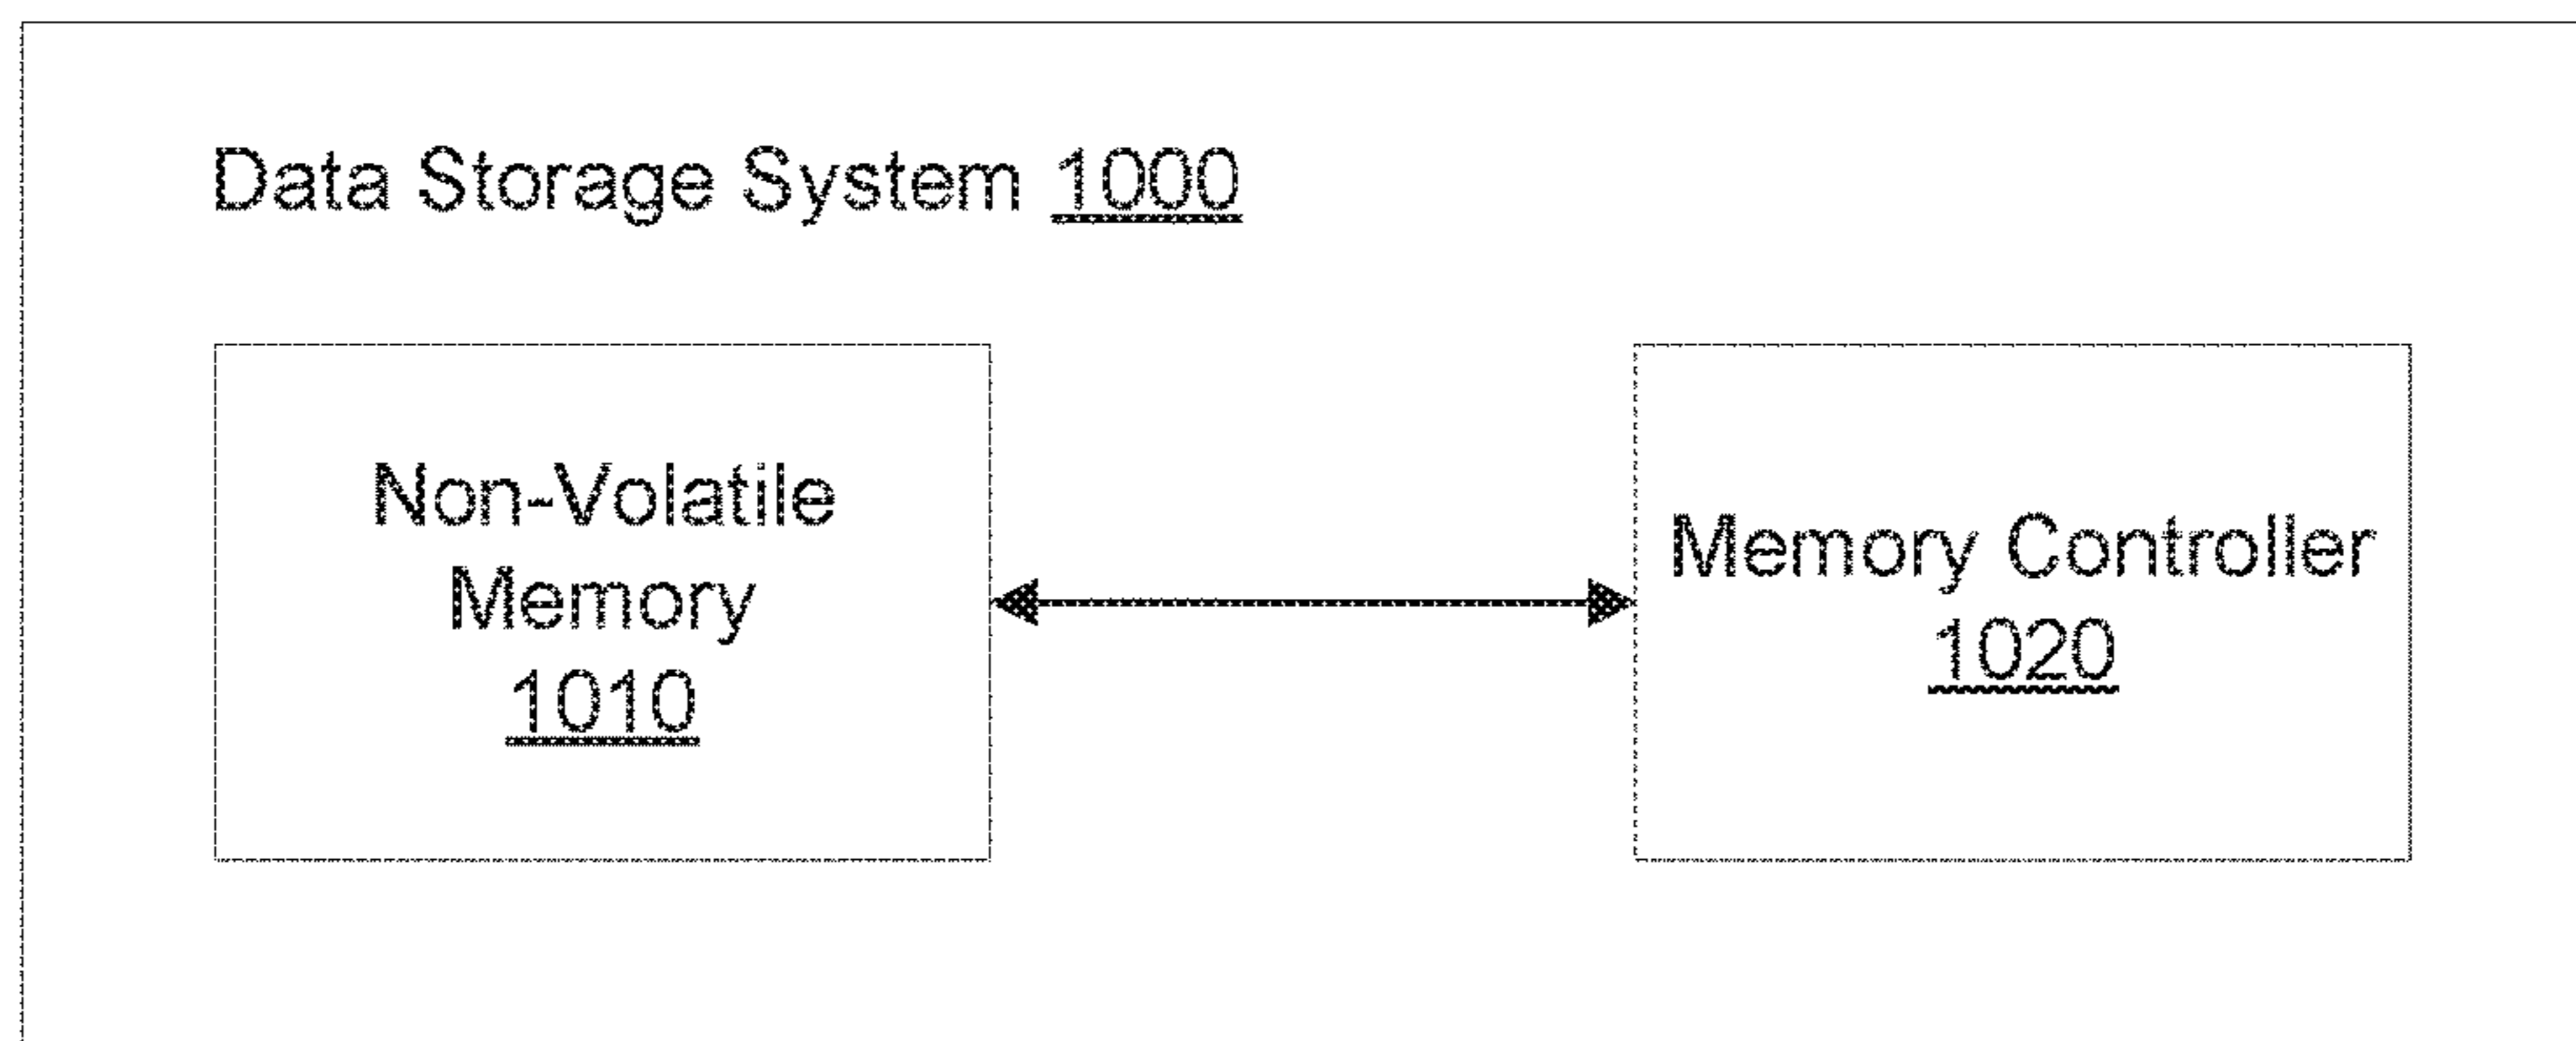 Data Storage System 1000
Non-Volatile
Memory
1010
Memory Controller
1020